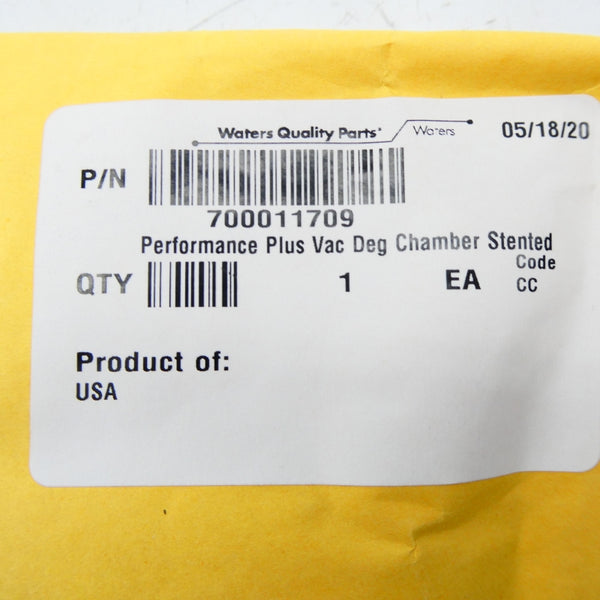 Waters Quality Parts Waters 05/18/20
P/N
700011709
Performance Plus Vac Deg Chamber Stented
Code
QTY 1 EA CC
Product of:
USA